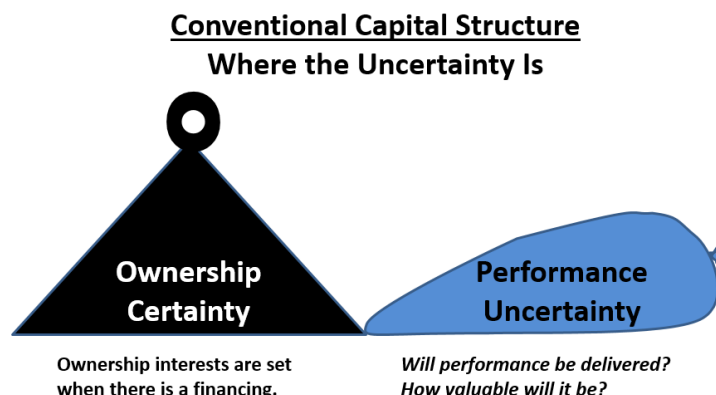 Conventional Capital Structure
Where the Uncertainty Is
Ownership
Certainty
Performance
Uncertainty
Ownership interests are set
when there is a financing.
Will performance be delivered?
How valuable will it be?